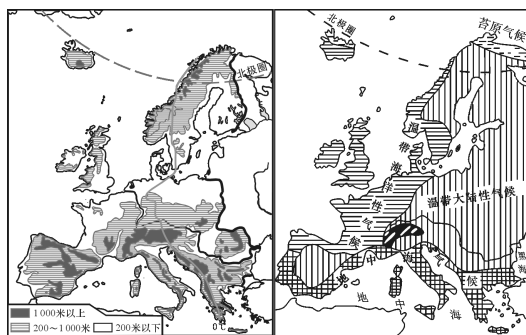 北极圈
1000米以上
200~1000米
200米以下
0°
北极圈
苔原气候
温带海洋性气候
温带大陆性气候
地中海气候
黑海
地中海